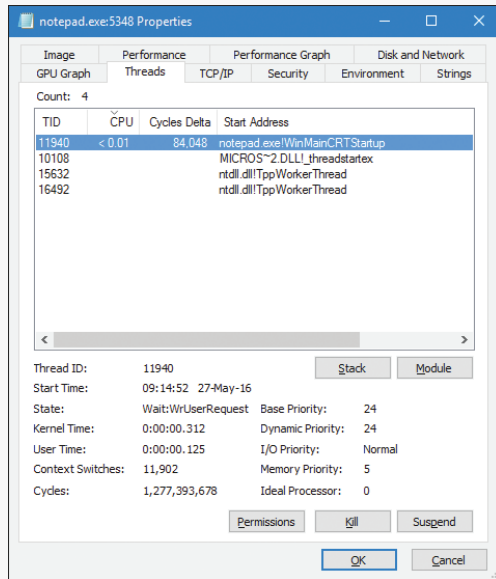 notepad.exe:5348 Properties
Image Performance Performance Graph Disk and Network
GPU Graph Threads TCP/IP Security Environment Strings
Count: 4
TID CPU Cycles Delta Start Address
11940 < 0.01 84,048 notepad.exe!WinMainCRTStartup
10108 MICROS~2.DLL!_threadstartex
15632 ntdll.dll!TppWorkerThread
16492 ntdll.dll!TppWorkerThread
Thread ID: 11940 Stack Module
Start Time: 09:14:52 27-May-16
State: Wait:WrUserRequest Base Priority: 24
Kernel Time: 0:00:00.312 Dynamic Priority: 24
User Time: 0:00:00.125 I/O Priority: Normal
Context Switches: 11,902 Memory Priority: 5
Cycles: 1,277,393,678 Ideal Processor: 0
Permissions Kill Suspend
OK Cancel